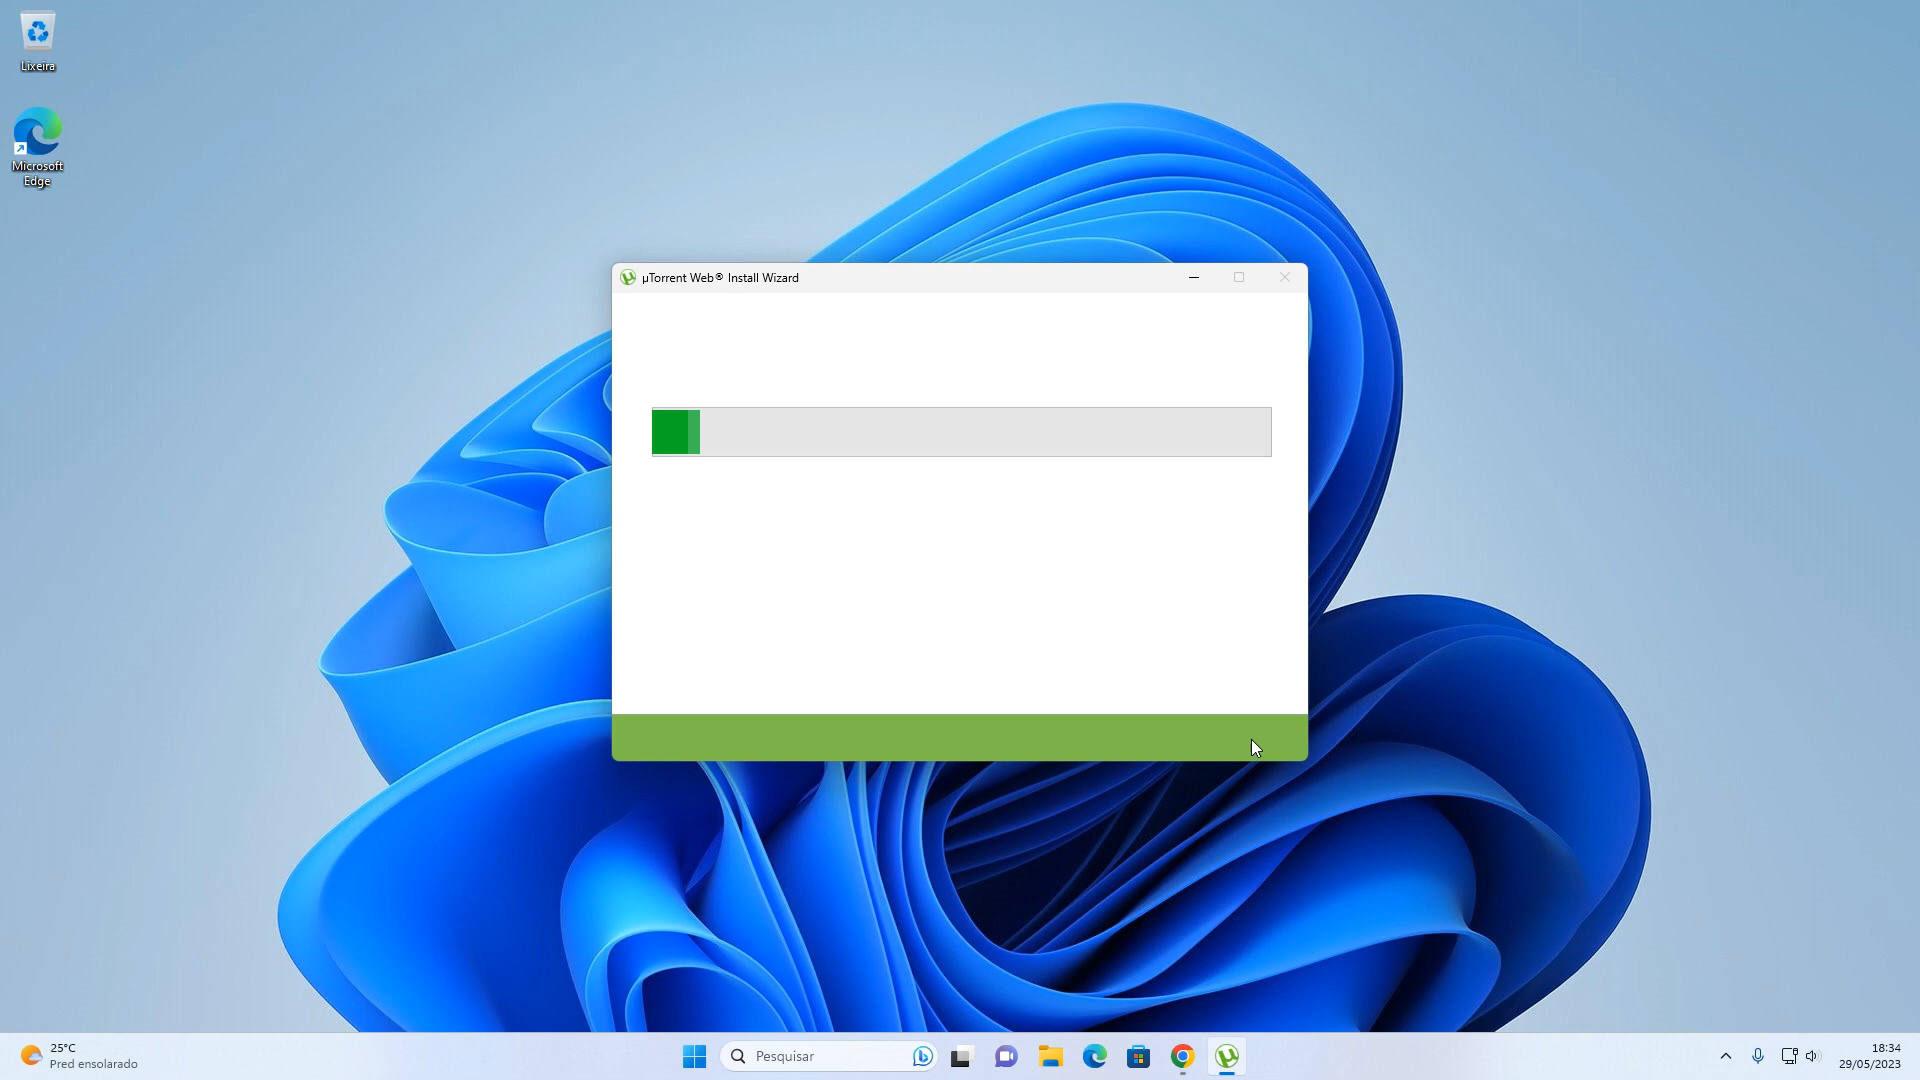 Lixeira
Microsoft
Edge
µTorrent Web® Install Wizard
25°C
Pred ensolarado
Pesquisar
18:34
29/05/2023